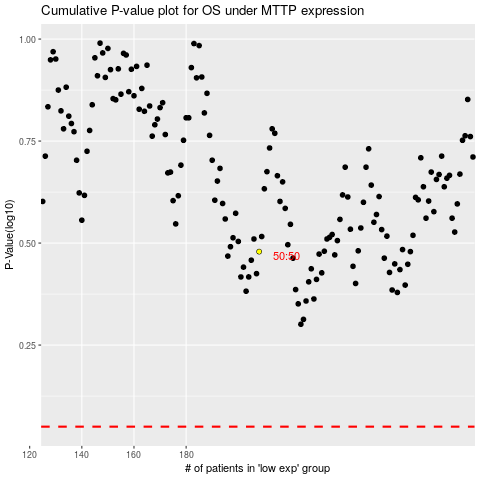 Cumulative P-value plot for OS under MTTP expression
P-Value(log10)
1.00
0.75
0.50
0.25
50:50
120 140 160 180
# of patients in 'low exp' group